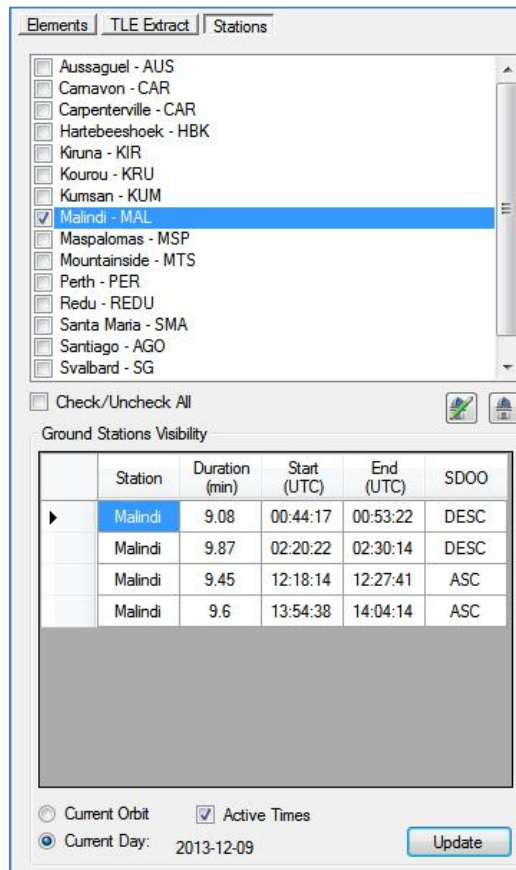 Elements TLE Extract Stations
Aussaguel - AUS
Carnavon - CAR
Carpenterville - CAR
Hartebeeshoek - HBK
Kiruna - KIR
Kourou - KRU
Kumsan - KUM
Malindi - MAL
Maspalomas - MSP
Mountainside - MTS
Perth - PER
Redu - REDU
Santa Maria - SMA
Santiago - AGO
Svalbard - SG
Check/Uncheck All
Ground Stations Visibility
Station Duration (min) Start (UTC) End (UTC) SDOO
Malindi 9.08 00:44:17 00:53:22 DESC
Malindi 9.87 02:20:22 02:30:14 DESC
Malindi 9.45 12:18:14 12:27:41 ASC
Malindi 9.6 13:54:38 14:04:14 ASC
Current Orbit Active Times
Current Day: 2013-12-09 Update